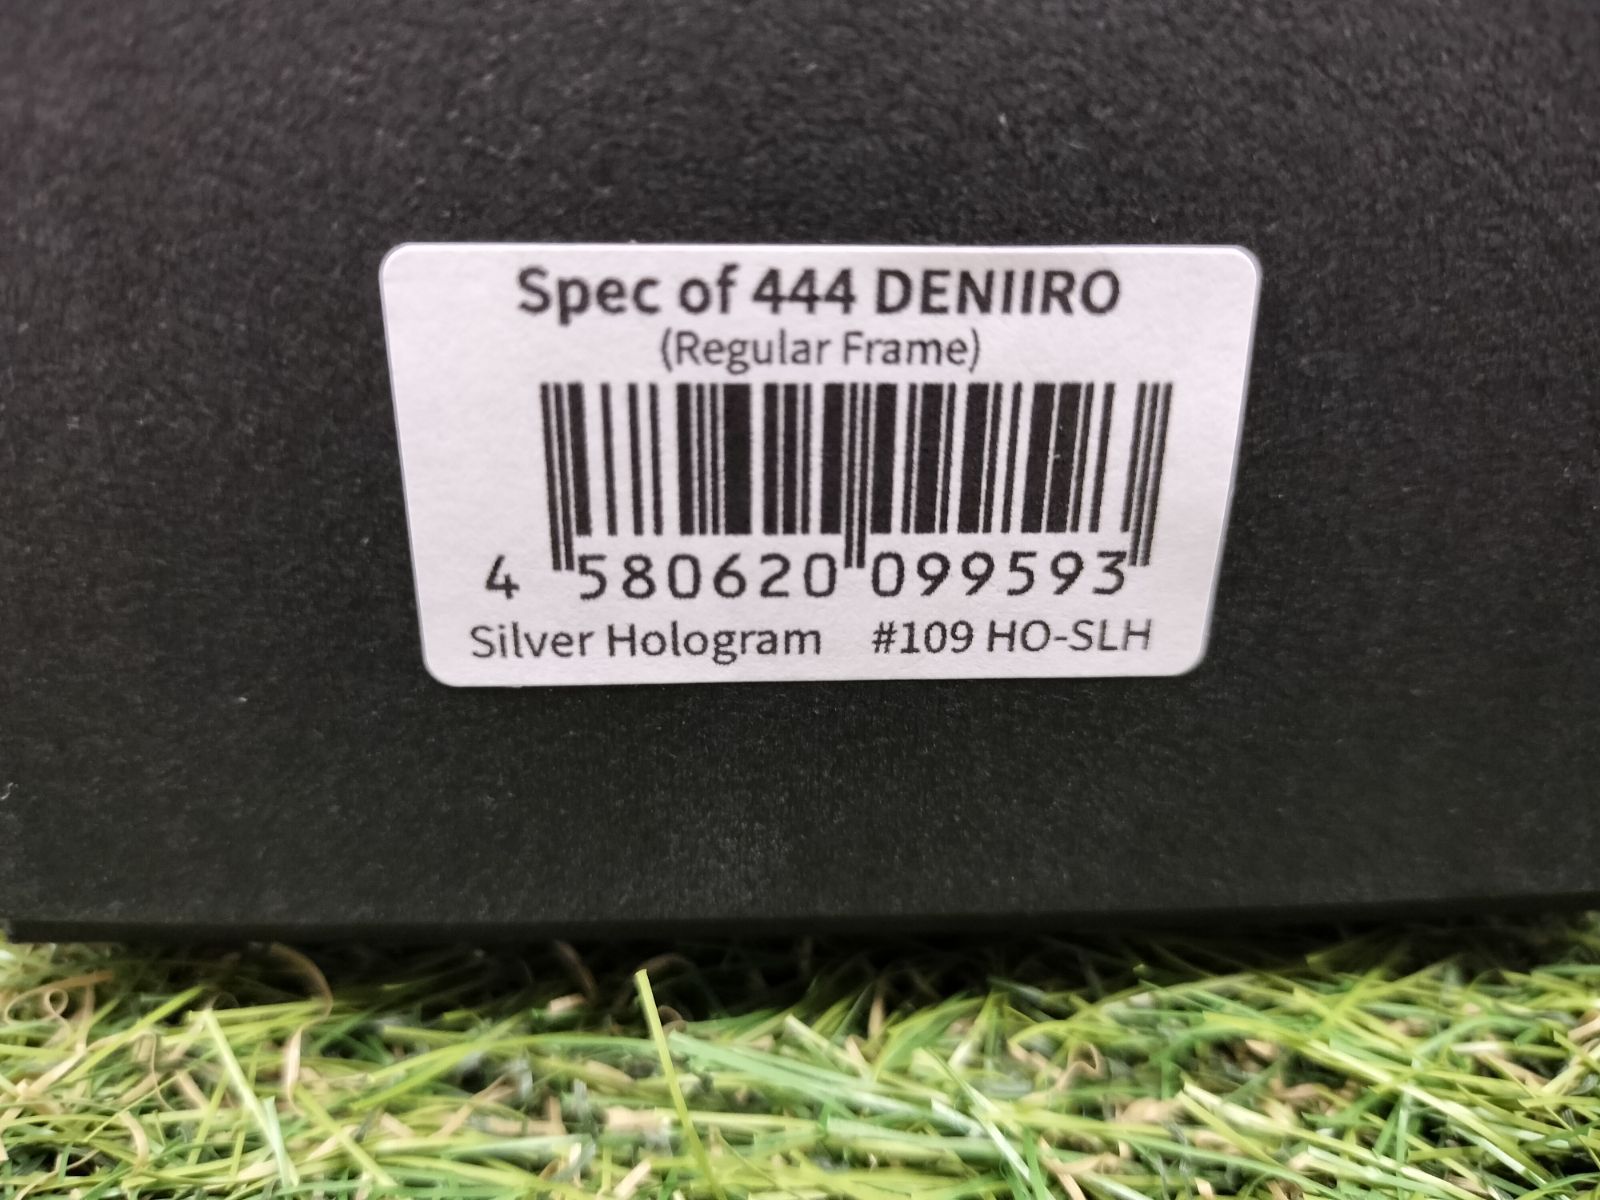 Spec of 444 DENIIRO
(Regular Frame)
4 580620 099593
Silver Hologram #109 HO-SLH